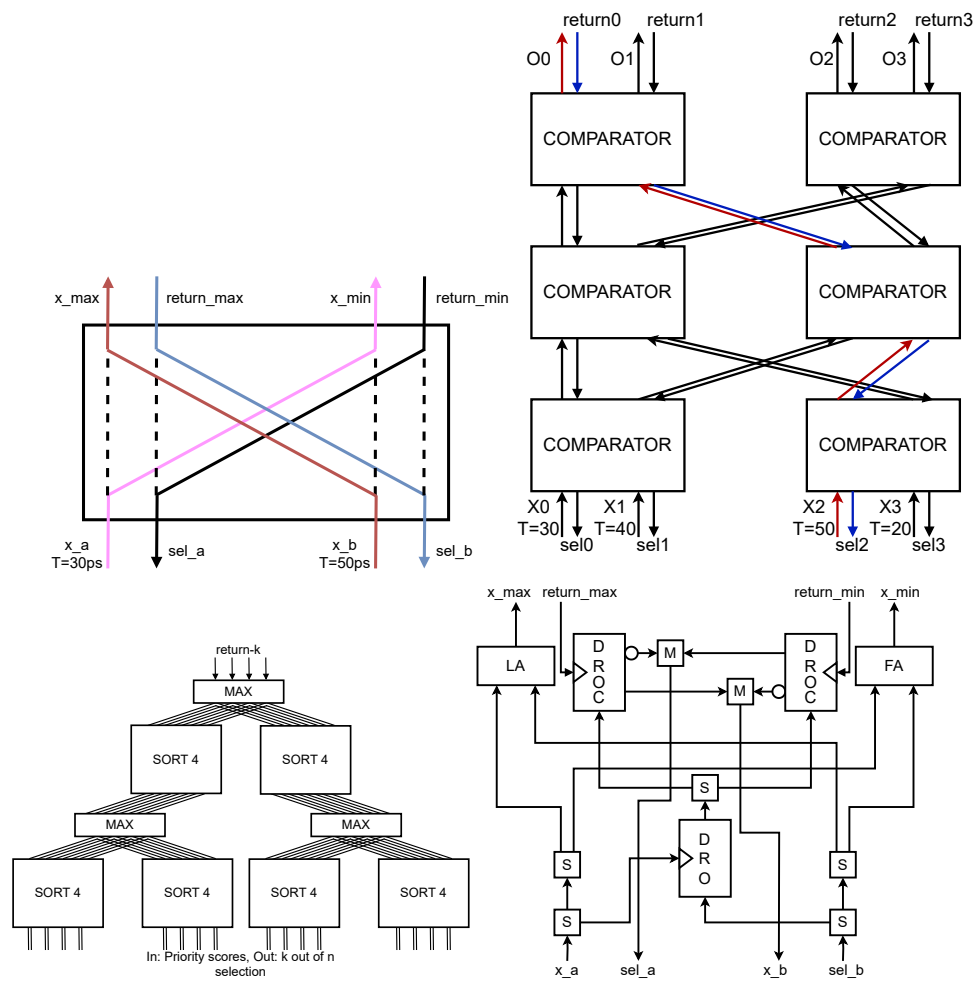 return0
return1
return2
return3
O0
O1
O2
O3
COMPARATOR
COMPARATOR
COMPARATOR
COMPARATOR
COMPARATOR
COMPARATOR
X0
T=30
sel0
X1
T=40
sel1
X2
T=50
sel2
X3
T=20
sel3
x_max
return_max
x_min
return_min
x_a
T=30ps
sel_a
x_b
T=50ps
sel_b
return-k
MAX
SORT 4
SORT 4
MAX
MAX
SORT 4
SORT 4
SORT 4
SORT 4
In: Priority scores, Out: k out of n
selection
x_max
return_max
return_min
x_min
LA
D
R
O
C
M
M
D
R
O
C
FA
S
D
R
O
S
S
S
S
x_a
sel_a
x_b
sel_b